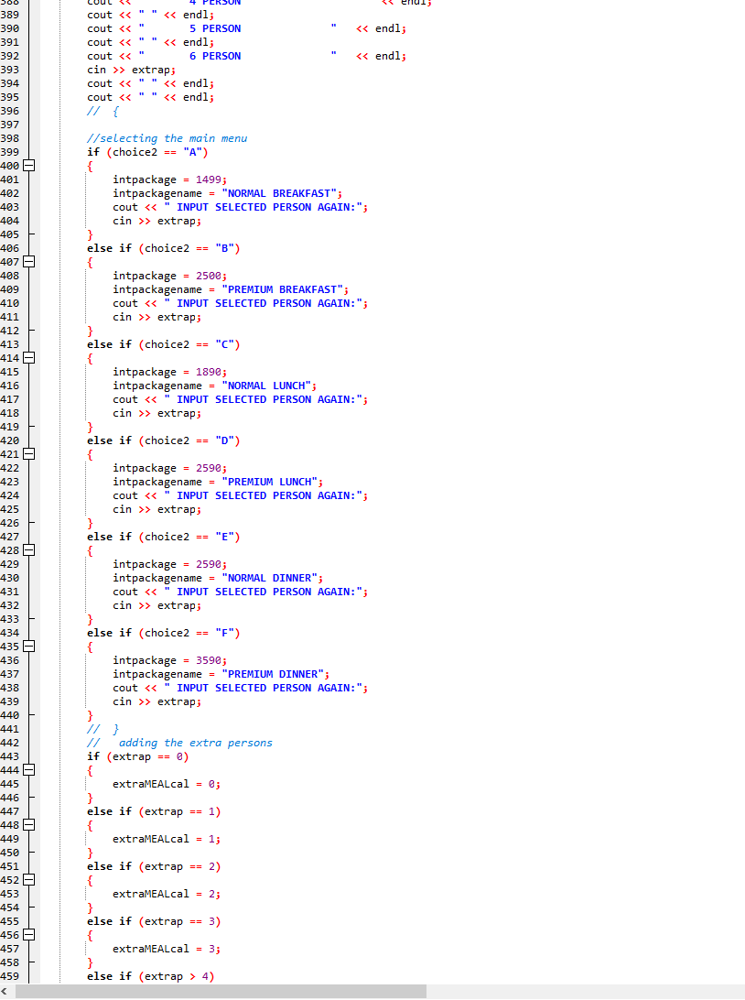 388 cout << " 4 PERSON << endl;
389 cout << " " << endl;
390 cout << " 5 PERSON " << endl;
391 cout << " " << endl;
392 cout << " 6 PERSON " << endl;
393 cin >> extrap;
394 cout << " " << endl;
395 cout << " " << endl;
396 // {
397
398 //selecting the main menu
399 if (choice2 == "A")
400 {
401 intpackage = 1499;
402 intpackagename = "NORMAL BREAKFAST";
403 cout << " INPUT SELECTED PERSON AGAIN:";
404 cin >> extrap;
405 }
406 else if (choice2 == "B")
407 {
408 intpackage = 2500;
409 intpackagename = "PREMIUM BREAKFAST";
410 cout << " INPUT SELECTED PERSON AGAIN:";
411 cin >> extrap;
412 }
413 else if (choice2 == "C")
414 {
415 intpackage = 1890;
416 intpackagename = "NORMAL LUNCH";
417 cout << " INPUT SELECTED PERSON AGAIN:";
418 cin >> extrap;
419 }
420 else if (choice2 == "D")
421 {
422 intpackage = 2590;
423 intpackagename = "PREMIUM LUNCH";
424 cout << " INPUT SELECTED PERSON AGAIN:";
425 cin >> extrap;
426 }
427 else if (choice2 == "E")
428 {
429 intpackage = 2590;
430 intpackagename = "NORMAL DINNER";
431 cout << " INPUT SELECTED PERSON AGAIN:";
432 cin >> extrap;
433 }
434 else if (choice2 == "F")
435 {
436 intpackage = 3590;
437 intpackagename = "PREMIUM DINNER";
438 cout << " INPUT SELECTED PERSON AGAIN:";
439 cin >> extrap;
440 }
441 // }
442 // adding the extra persons
443 if (extrap == 0)
444 {
445 extraMEALcal = 0;
446 }
447 else if (extrap == 1)
448 {
449 extraMEALcal = 1;
450 }
451 else if (extrap == 2)
452 {
453 extraMEALcal = 2;
454 }
455 else if (extrap == 3)
456 {
457 extraMEALcal = 3;
458 }
459 else if (extrap > 4)